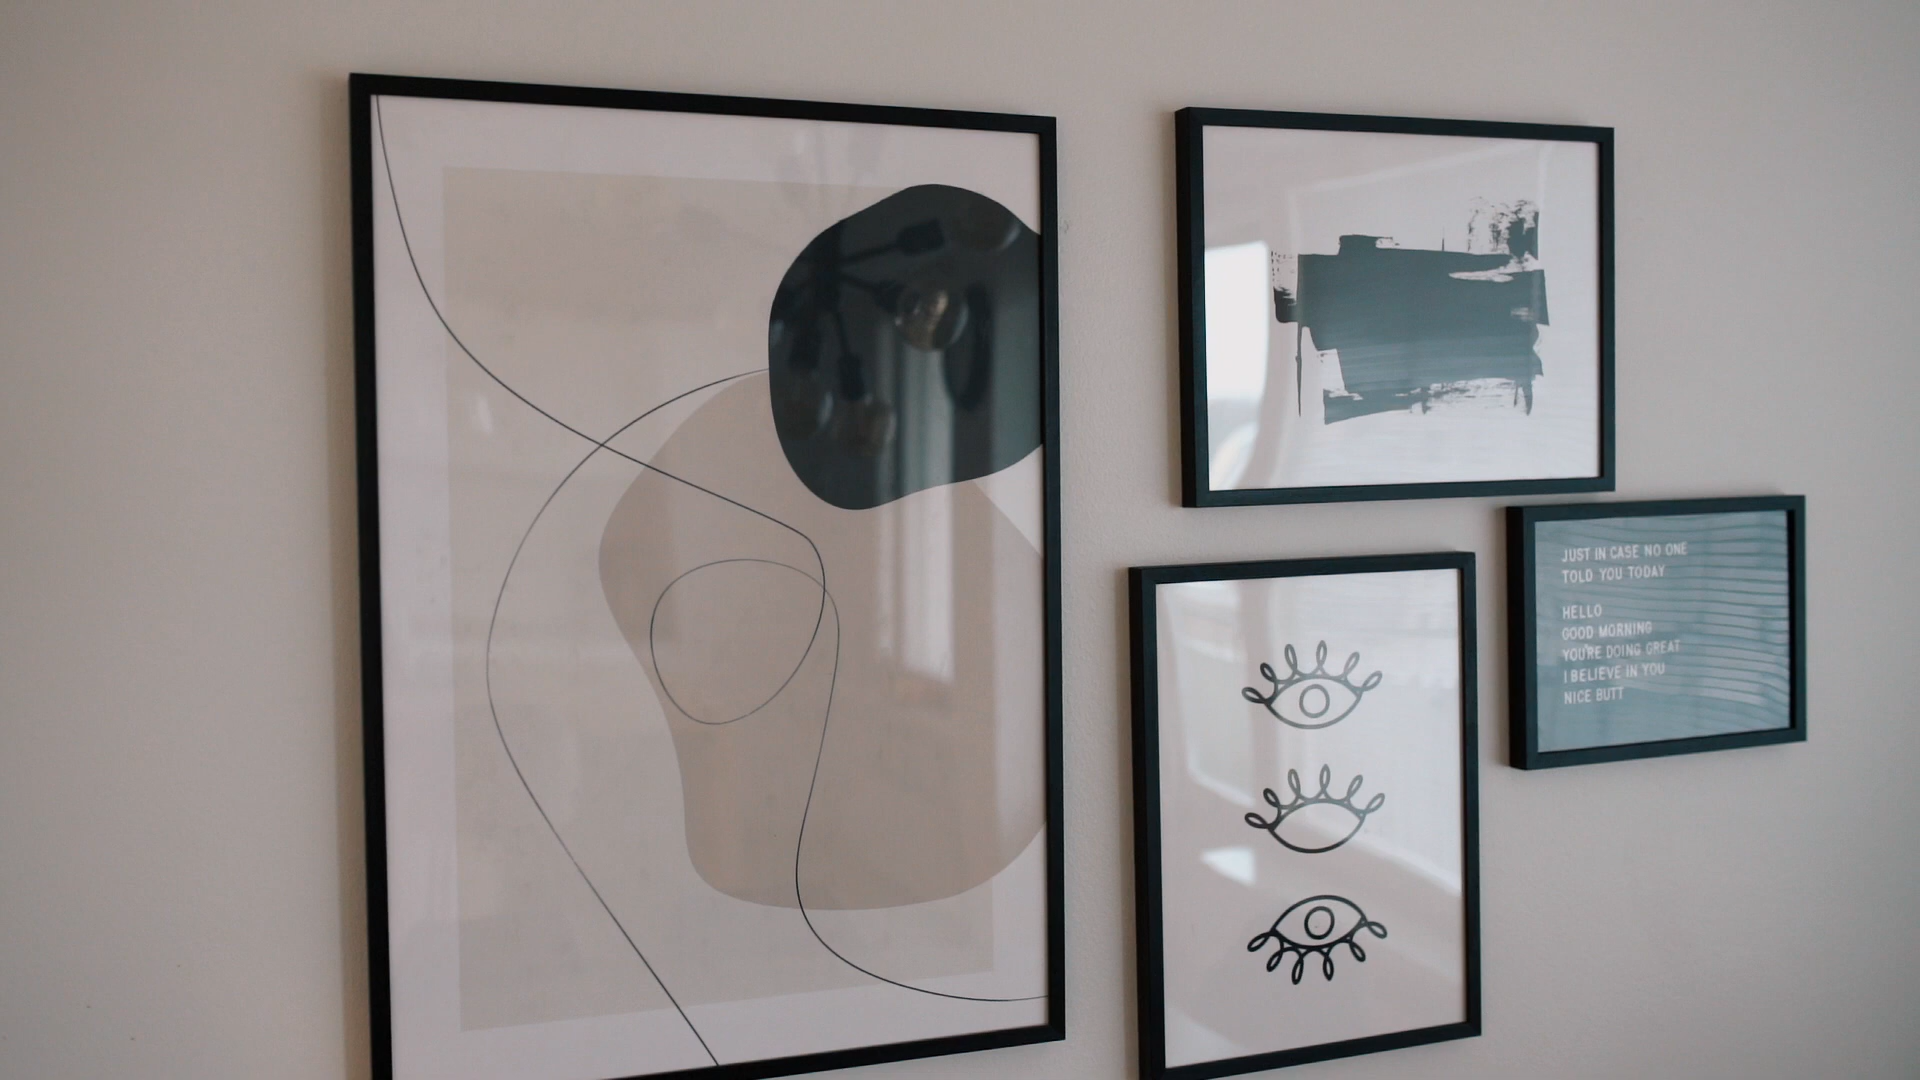 JUST IN CASE NO ONE
TOLD YOU TODAY
HELLO
GOOD MORNING
YOU'RE DOING GREAT
I BELIEVE IN YOU
NICE BUTT